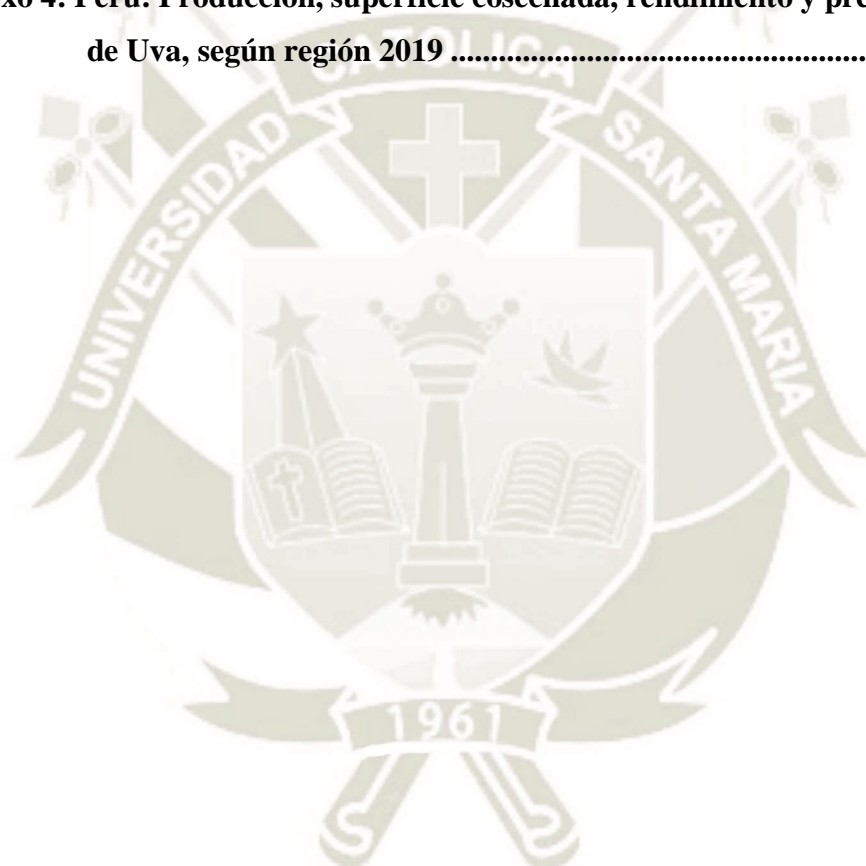 xo 4: Perú: Producción, superficie cosechada, rendimiento y pre
de Uva, según región 2019 ....................................................
UNIVERSIDAD CATOLICA SANTA MARIA
1961